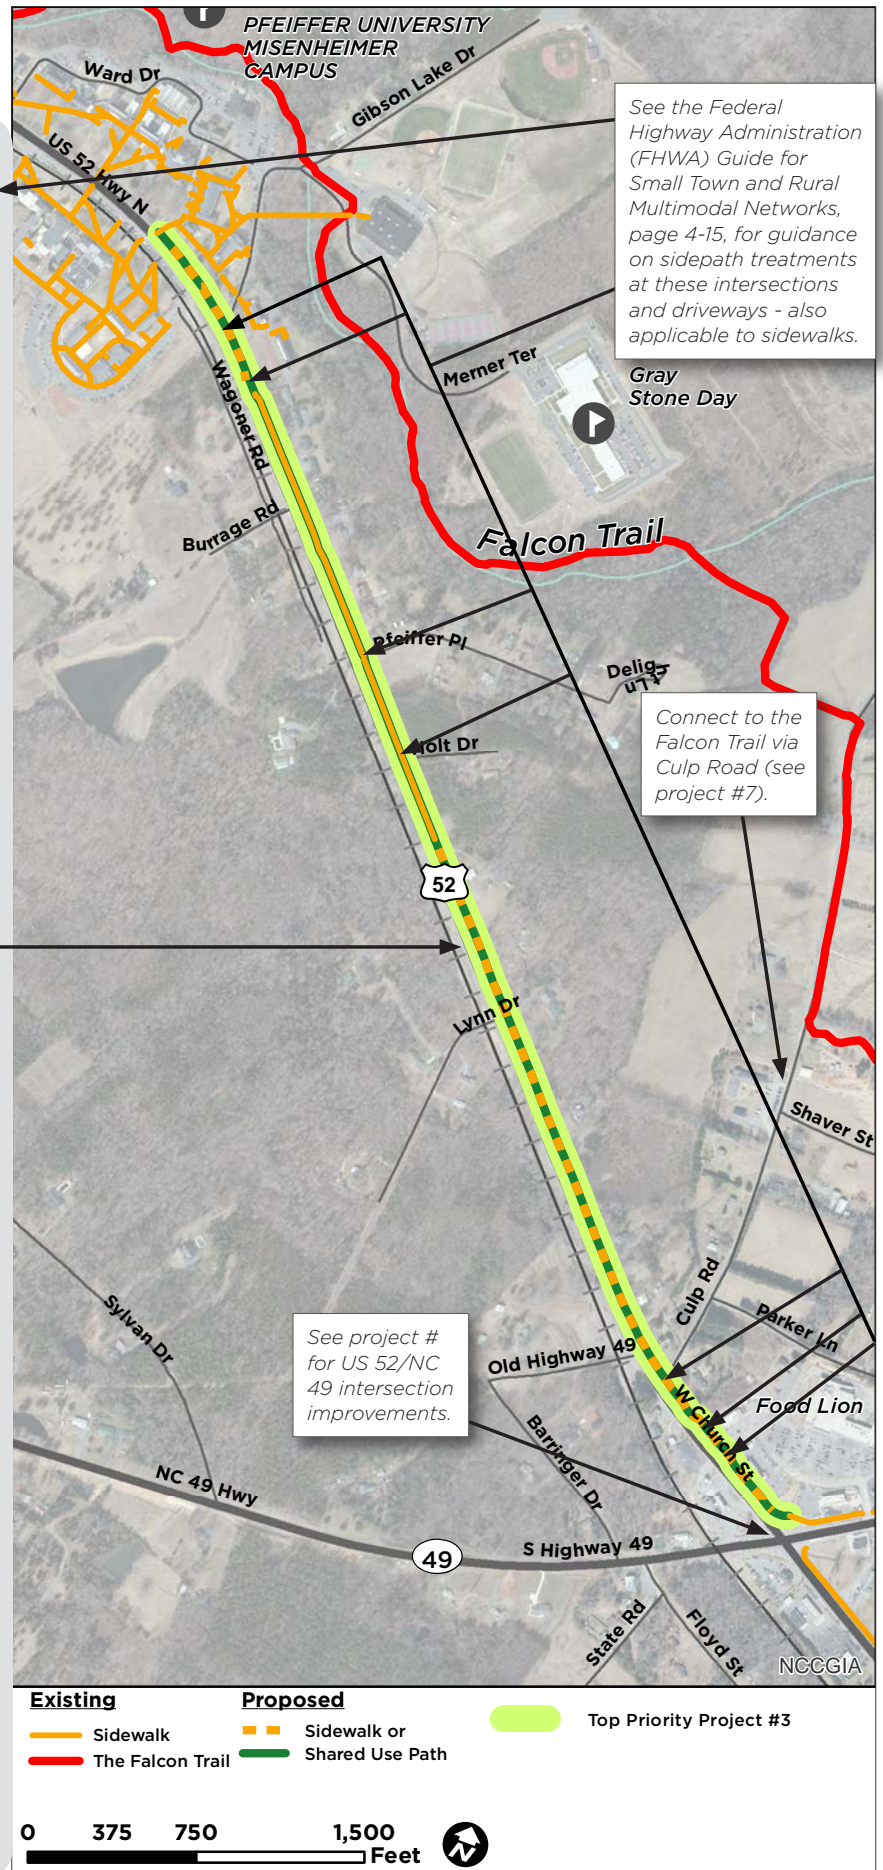 PFEIFFER UNIVERSITY
MISENHEIMER
CAMPUS
Ward Dr
Gibson Lake Dr
US 52 Hwy N
See the Federal
Highway Administration
(FHWA) Guide for
Small Town and Rural
Multimodal Networks,
page 4-15, for guidance
on sidepath treatments
at these intersections
and driveways - also
applicable to sidewalks.
Merner Ter
Gray
Stone Day
Wagoner Rd
Burrage Rd
Falcon Trail
Pfeiffer Pl
Delight Ln
Holt Dr
Connect to the
Falcon Trail via
Culp Road (see
project #7).
52
Lynn Dr
Shaver St
Culp Rd
Parker Ln
Sylvan Dr
See project #
for US 52/NC
49 intersection
improvements.
Old Highway 49
W Church St
Food Lion
Barringer Dr
NC 49 Hwy
49
S Highway 49
State Rd
Floyd St
NCCGIA
Existing
Sidewalk
The Falcon Trail
Proposed
Sidewalk or
Shared Use Path
Top Priority Project #3
0 375 750 1,500
Feet
N